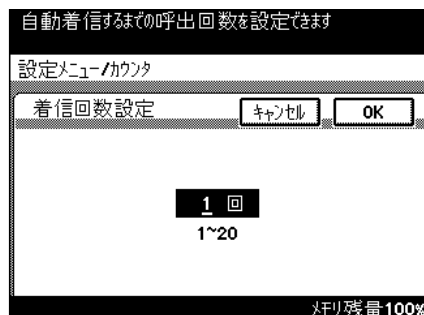 自動着信するまでの呼出回数を設定できます
設定ﾒﾆｭｰ/ｶｳﾝﾀ
着信回数設定 ｷｬﾝｾﾙ OK
1 回
1~20
ﾒﾓﾘ残量100%